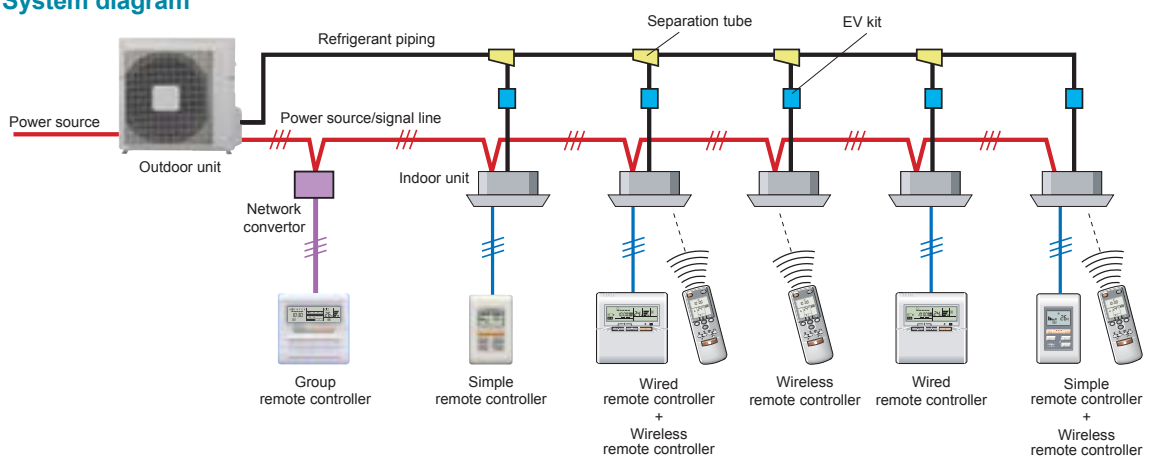 System diagram
Separation tube
EV kit
Refrigerant piping
Power source
Power source/signal line
Outdoor unit
Indoor unit
Network
convertor
Group
remote controller
Simple
remote controller
Wired
remote controller
+
Wireless
remote controller
Wireless
remote controller
Wired
remote controller
Simple
remote controller
+
Wireless
remote controller